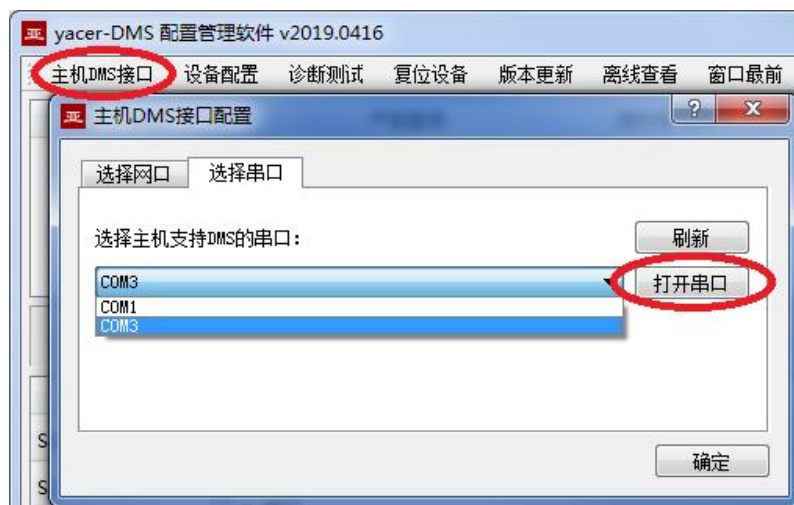 亚 yacer-DMS 配置管理软件 v2019.0416
主机DMS接口 设备配置 诊断测试 复位设备 版本更新 离线查看 窗口最前
亚 主机DMS接口配置
选择网口 选择串口
选择主机支持DMS的串口: 刷新
COM3 打开串口
COM1
COM3
确定
S
S